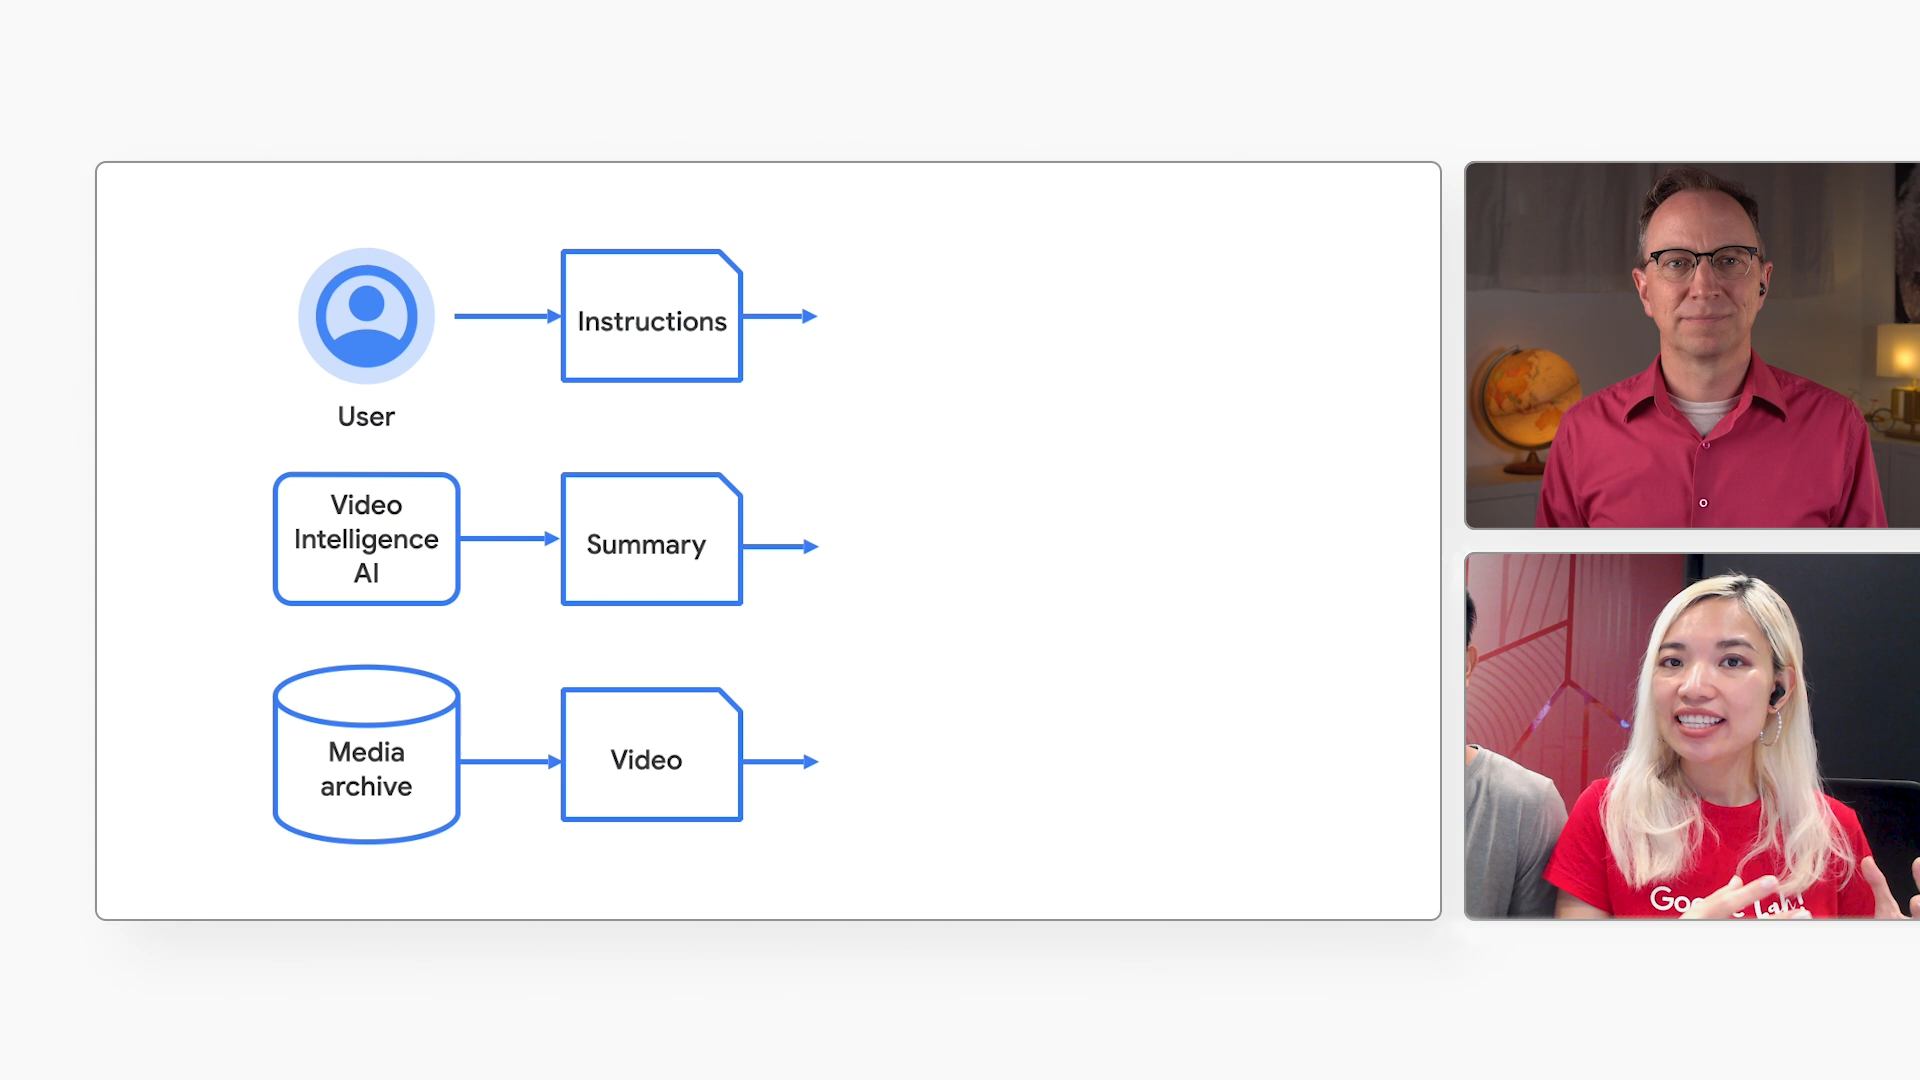 Instructions
User
Video
Intelligence
AI
Summary
Media
archive
Video